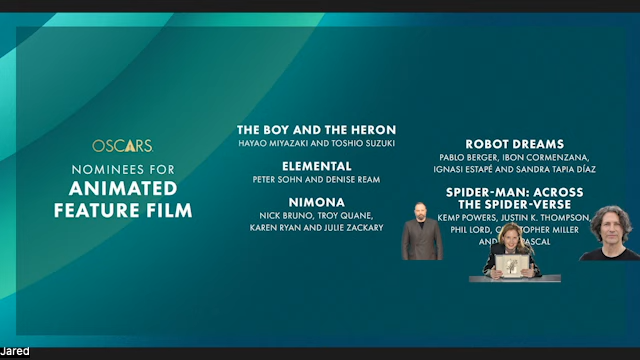 OSCARS
NOMINEES FOR
ANIMATED
FEATURE FILM
THE BOY AND THE HERON
HAYAO MIYAZAKI AND TOSHIO SUZUKI
ELEMENTAL
PETER SOHN AND DENISE REAM
NIMONA
NICK BRUNO, TROY QUANE,
KAREN RYAN AND JULIE ZACKARY
ROBOT DREAMS
PABLO BERGER, IBON CORMENZANA,
IGNASI ESTAPÉ AND SANDRA TAPIA DÍAZ
SPIDER-MAN: ACROSS
THE SPIDER-VERSE
KEMP POWERS, JUSTIN K. THOMPSON,
PHIL LORD, MILLER
AND PASCAL
Jared